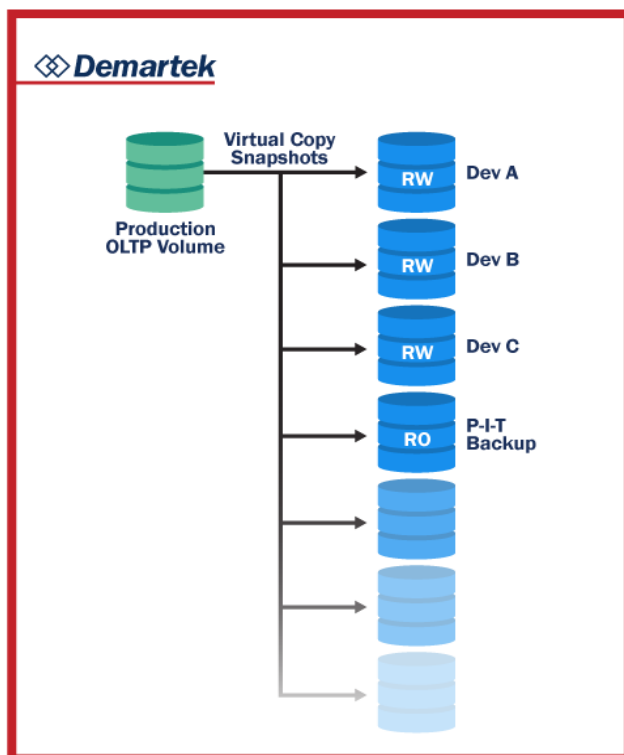 Demartek
Virtual Copy
Snapshots
Production
OLTP Volume
RW
Dev A
RW
Dev B
RW
Dev C
RO
P-I-T
Backup